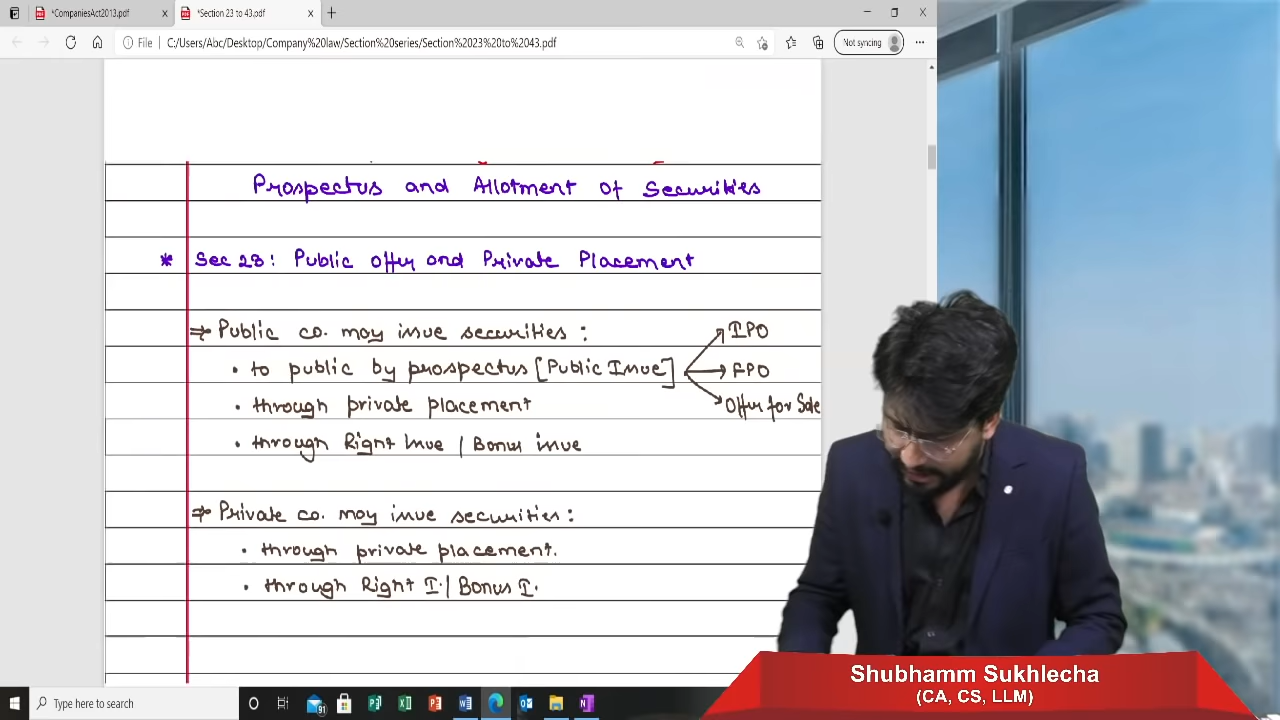 *CompaniesAct2013.pdf
*Section 23 to 43.pdf
File C:/Users/Abc/Desktop/Company%20law/Section%20series/Section%2023%20to%2043.pdf Not syncing
Prospectus and Allotment of Securities
* Sec 23: Public offer and Private Placement
⇒ Public co. may issue securities:
• to public by prospectus [Public Issue]
IPO
FPO
Offer for Sale
• through private placement
• through Right Issue | Bonus issue
⇒ Private co. may issue securities:
• through private placement.
• through Right I. | Bonus I.
Shubhamm Sukhlecha
(CA, CS, LLM)
Type here to search
91